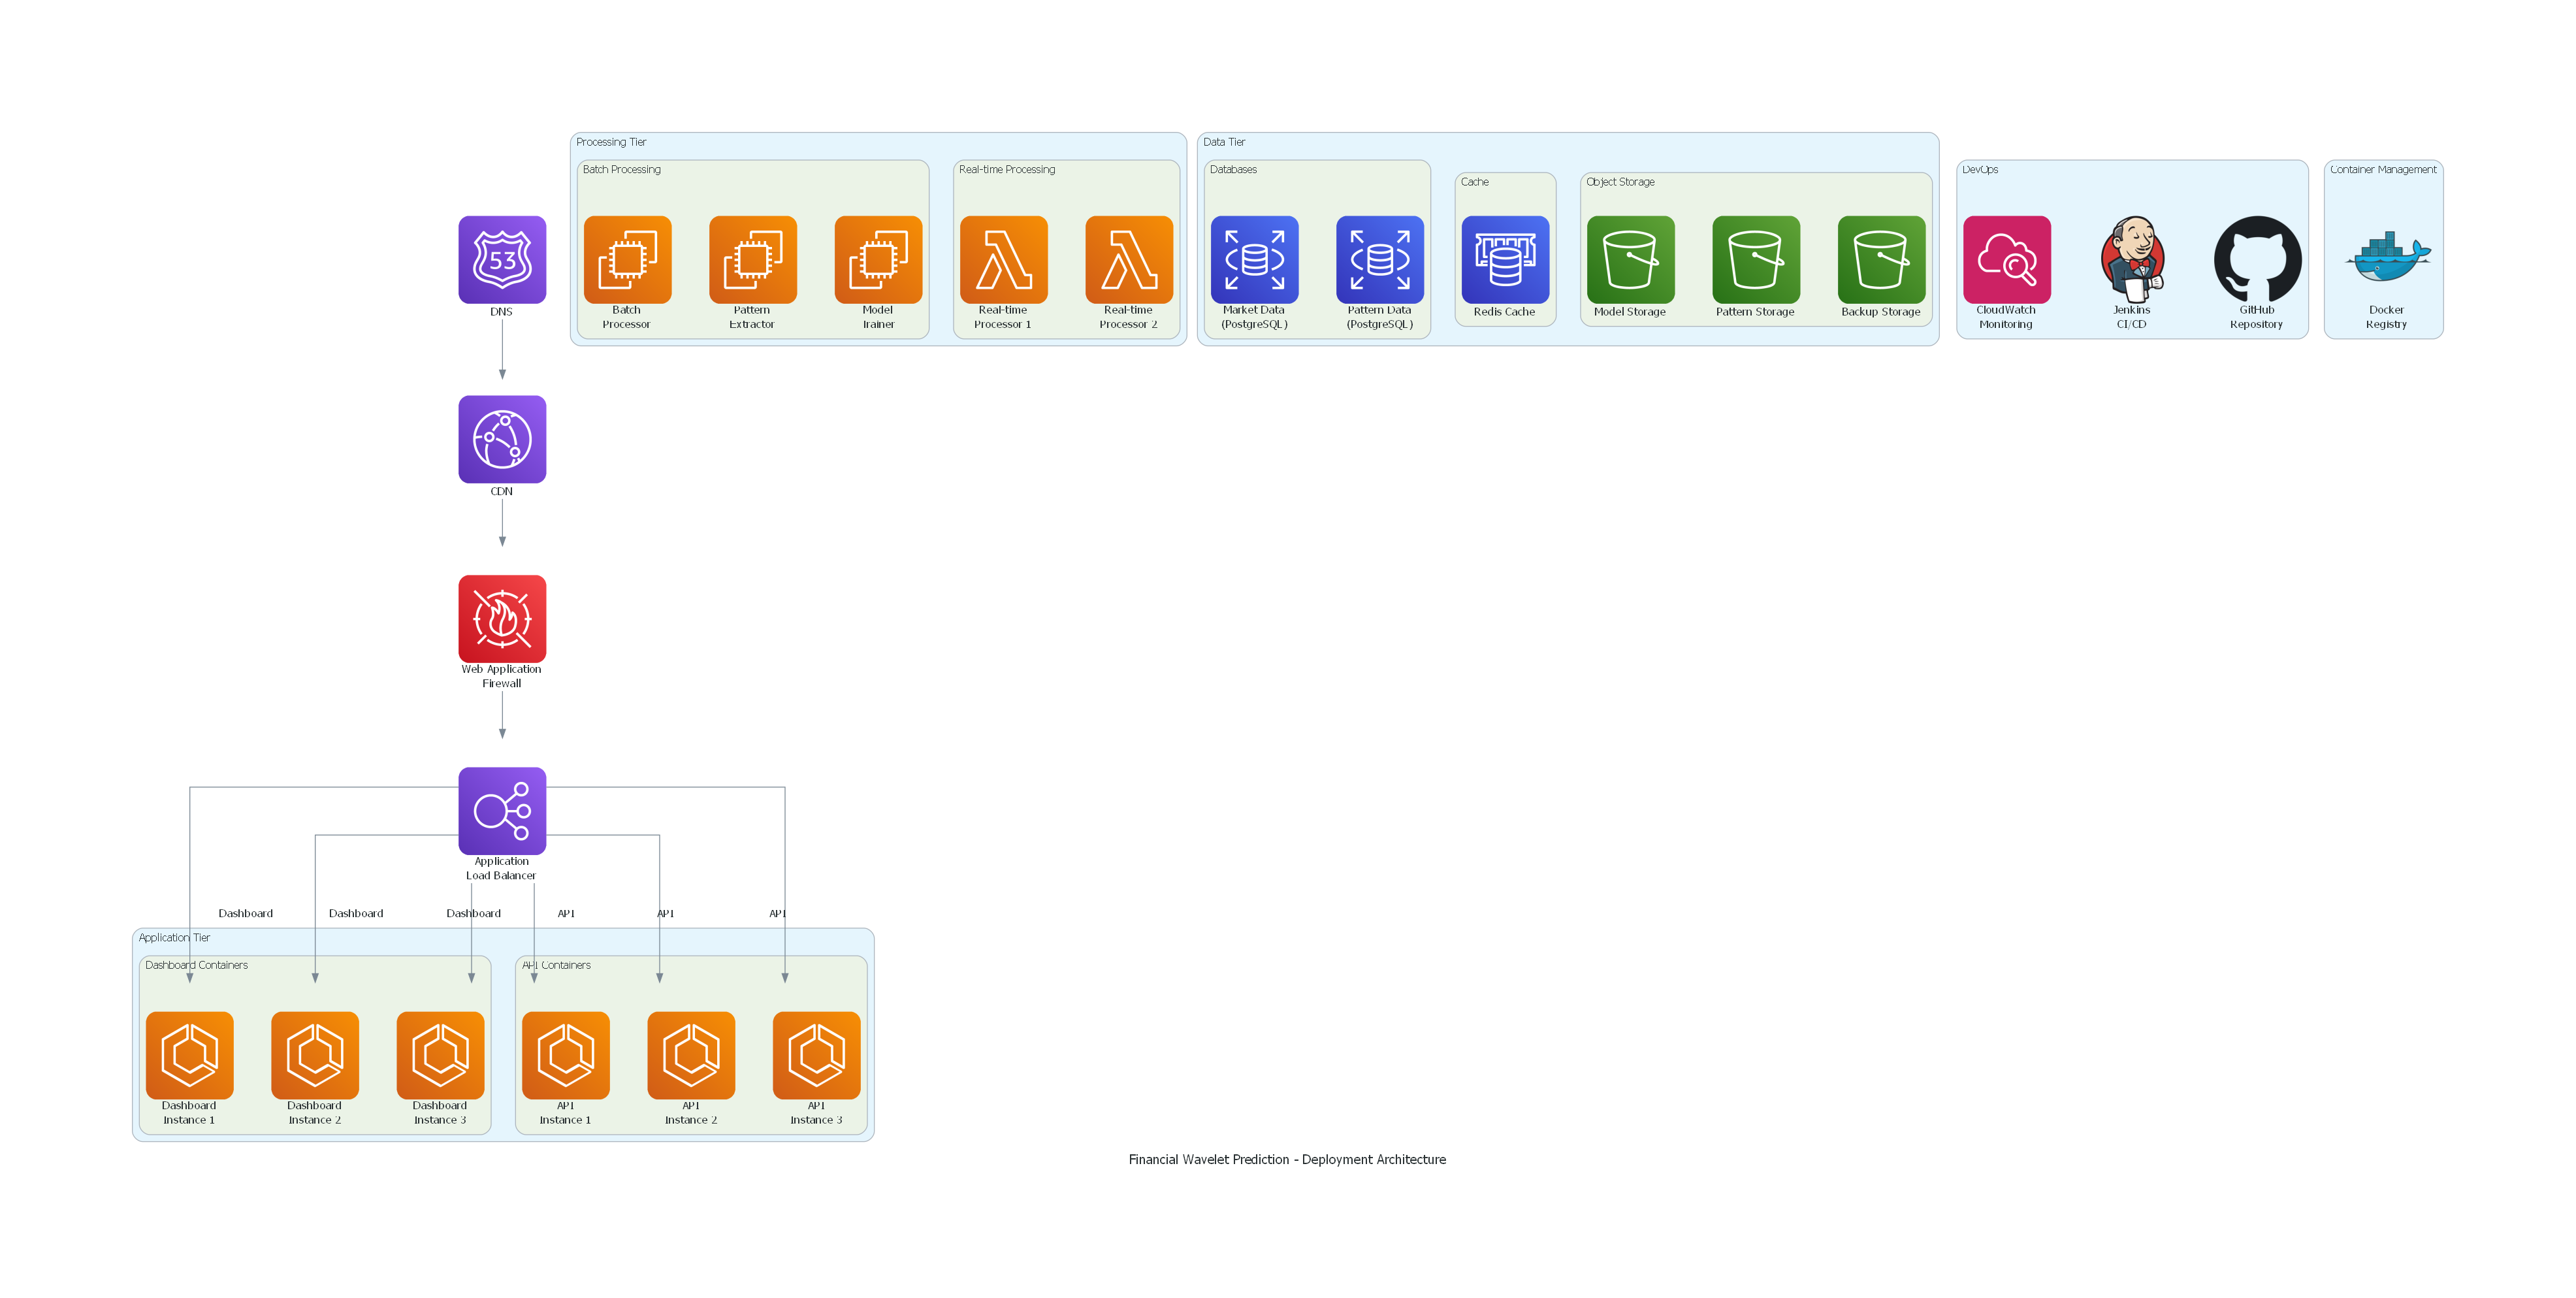 Processing Tier
Batch Processing
Real-time Processing
Batch
Processor
Pattern
Extractor
Model
Trainer
Real-time
Processor 1
Real-time
Processor 2
Data Tier
Databases
Cache
Object Storage
Market Data
(PostgreSQL)
Pattern Data
(PostgreSQL)
Redis Cache
Model Storage
Pattern Storage
Backup Storage
DevOps
CloudWatch
Monitoring
Jenkins
CI/CD
GitHub
Repository
Container Management
Docker
Registry
53
DNS
CDN
Web Application
Firewall
Application
Load Balancer
Dashboard
Dashboard
Dashboard
API
API
API
Application Tier
Dashboard Containers
API Containers
Dashboard
Instance 1
Dashboard
Instance 2
Dashboard
Instance 3
API
Instance 1
API
Instance 2
API
Instance 3
Financial Wavelet Prediction - Deployment Architecture